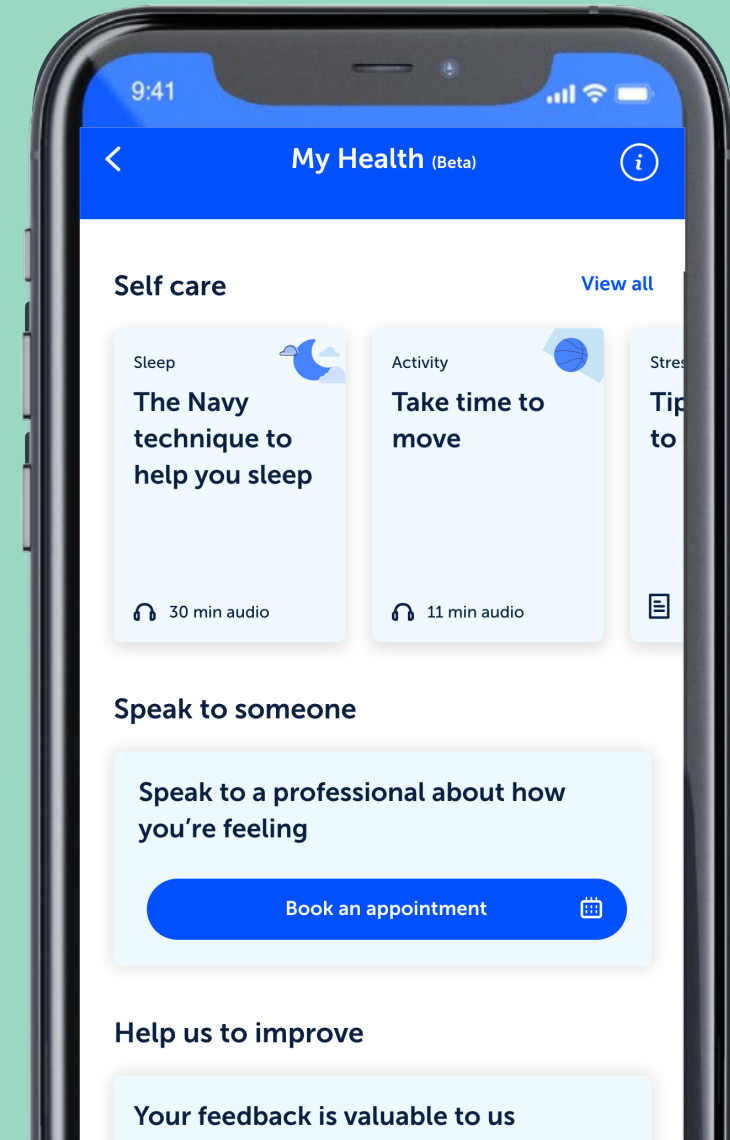 9:41
My Health (Beta)
Self care
View all
Sleep
The Navy
technique to
help you sleep
30 min audio
Activity
Take time to
move
11 min audio
Tip
to
Speak to someone
Speak to a professional about how
you’re feeling
Book an appointment
Help us to improve
Your feedback is valuable to us